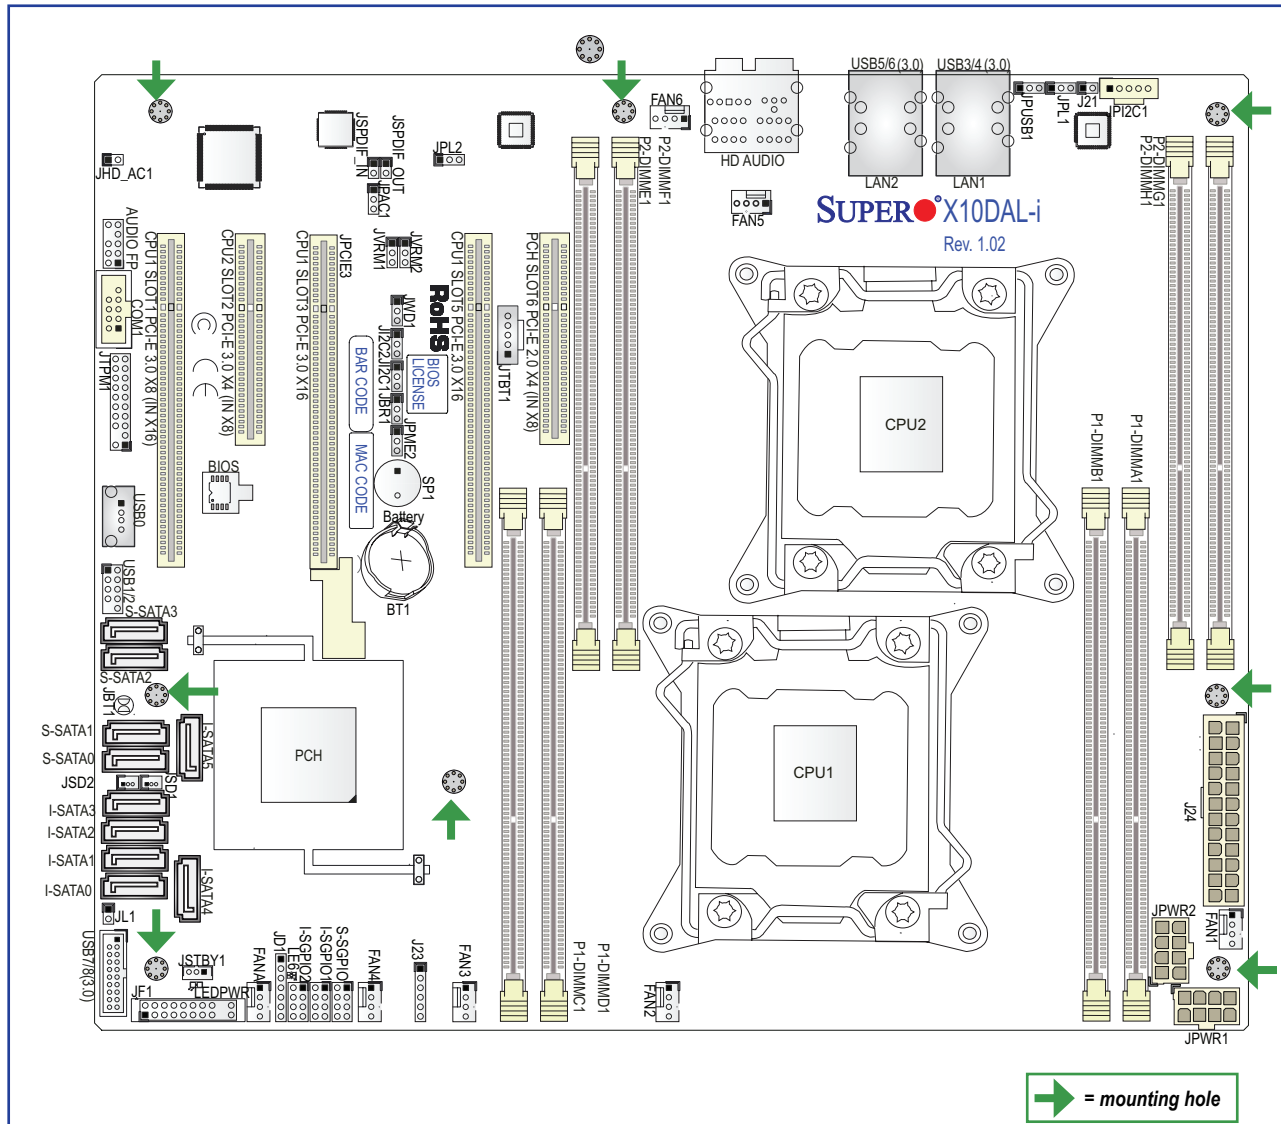 USB5/6 (3.0)
USB3/4 (3.0)
FAN6
JPUSB1
JPL1
J21
JPI2C1
HD AUDIO
LAN2
LAN1
JHD_AC1
JSPDIF_IN
JSPDIF_OUT
JPAC1
JPL2
P2-DIMME1
P2-DIMMF1
P2-DIMMH1
P2-DIMMG1
FAN5
SUPER X10DAL-i
Rev. 1.02
AUDIO FP
COM1
JTPM1
CPU1 SLOT1 PCI-E 3.0 X8 (IN X16)
CPU2 SLOT2 PCI-E 3.0 X4 (IN X8)
CPU1 SLOT3 PCI-E 3.0 X16
JPCIE3
JVRM1
JVRM2
CPU1 SLOT5 PCI-E 3.0 X16
PCH SLOT6 PCI-E 2.0 X4 (IN X8)
JWD1
RoHS
JI2C2
JI2C1
JBR1
JPME2
BAR CODE
BIOS
LICENSE
MAC CODE
JTBT1
CPU2
P1-DIMMB1
P1-DIMMA1
BIOS
SP1
Battery
BT1
USB0
USB1/2
S-SATA3
S-SATA2
JBT1
S-SATA1
S-SATA0
I-SATA5
JSD2
JSD1
I-SATA3
I-SATA2
I-SATA1
I-SATA0
I-SATA4
PCH
CPU1
J24
JL1
USB7/8(3.0)
JSTBY1
JF1
LEDPWR
FANA
JD1
LE6
I-SGPIO2
I-SGPIO1
S-SGPIO
FAN4
J23
FAN3
P1-DIMMC1
P1-DIMMD1
FAN2
JPWR2
FAN1
JPWR1
= mounting hole